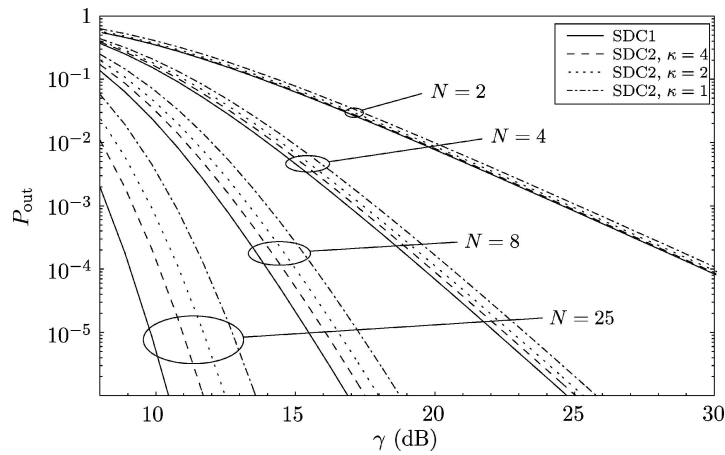 1
10⁻¹
10⁻²
10⁻³
10⁻⁴
10⁻⁵
P_out
SDC1
SDC2, κ = 4
SDC2, κ = 2
SDC2, κ = 1
N = 2
N = 4
N = 8
N = 25
10
15
20
25
30
γ (dB)